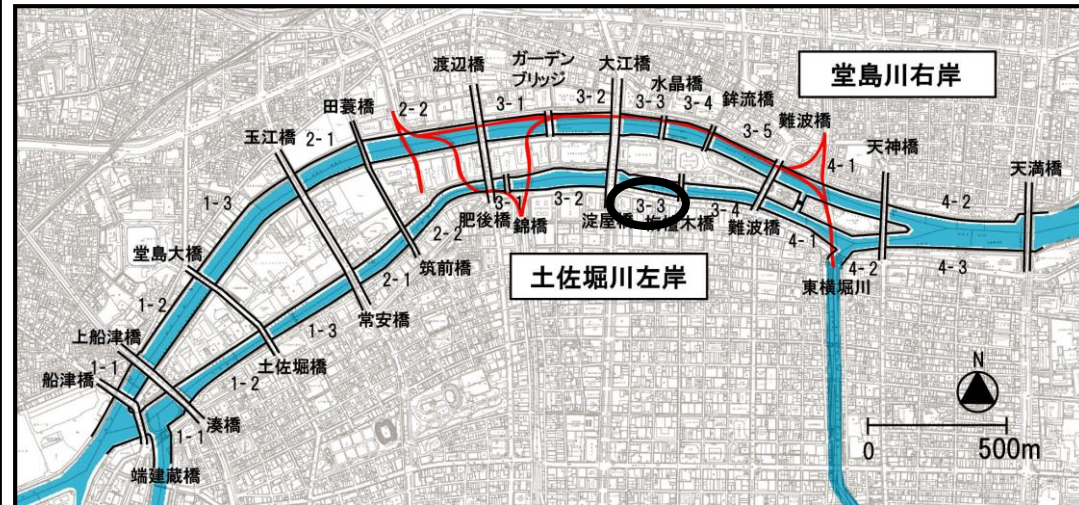 堂島川右岸
ガーデン
ブリッジ
大江橋
渡辺橋
水晶橋
鉾流橋
難波橋
天神橋
天満橋
田蓑橋
玉江橋
堂島大橋
上船津橋
船津橋
1-1
1-2
1-3
2-1
2-2
3-1
3-2
3-3
3-4
3-5
4-1
4-2
土佐堀川左岸
端建蔵橋
湊橋
土佐堀橋
常安橋
筑前橋
肥後橋
錦橋
淀屋橋
栴檀木橋
難波橋
東横堀川
1-1
1-2
1-3
2-1
2-2
3-1
3-2
3-3
3-4
4-1
4-2
4-3
N
0
500m